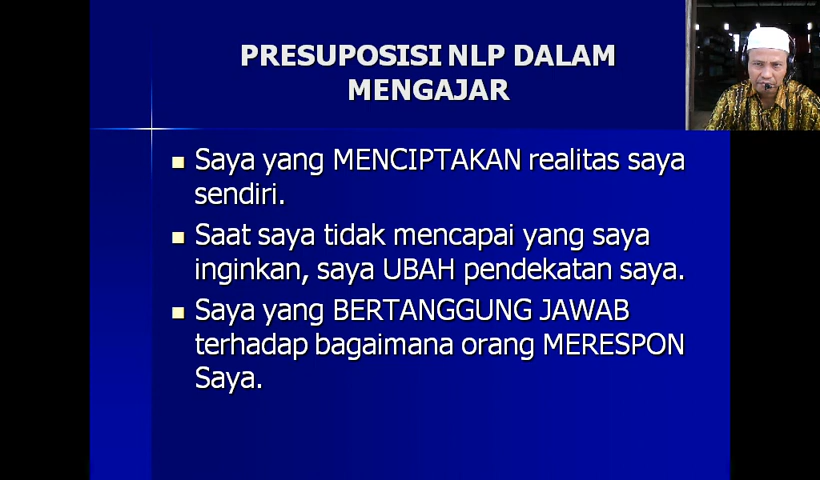 PRESUPOSISI NLP DALAM
MENGAJAR
Saya yang MENCIPTAKAN realitas saya
sendiri.
Saat saya tidak mencapai yang saya
inginkan, saya UBAH pendekatan saya.
Saya yang BERTANGGUNG JAWAB
terhadap bagaimana orang MERESPON
Saya.